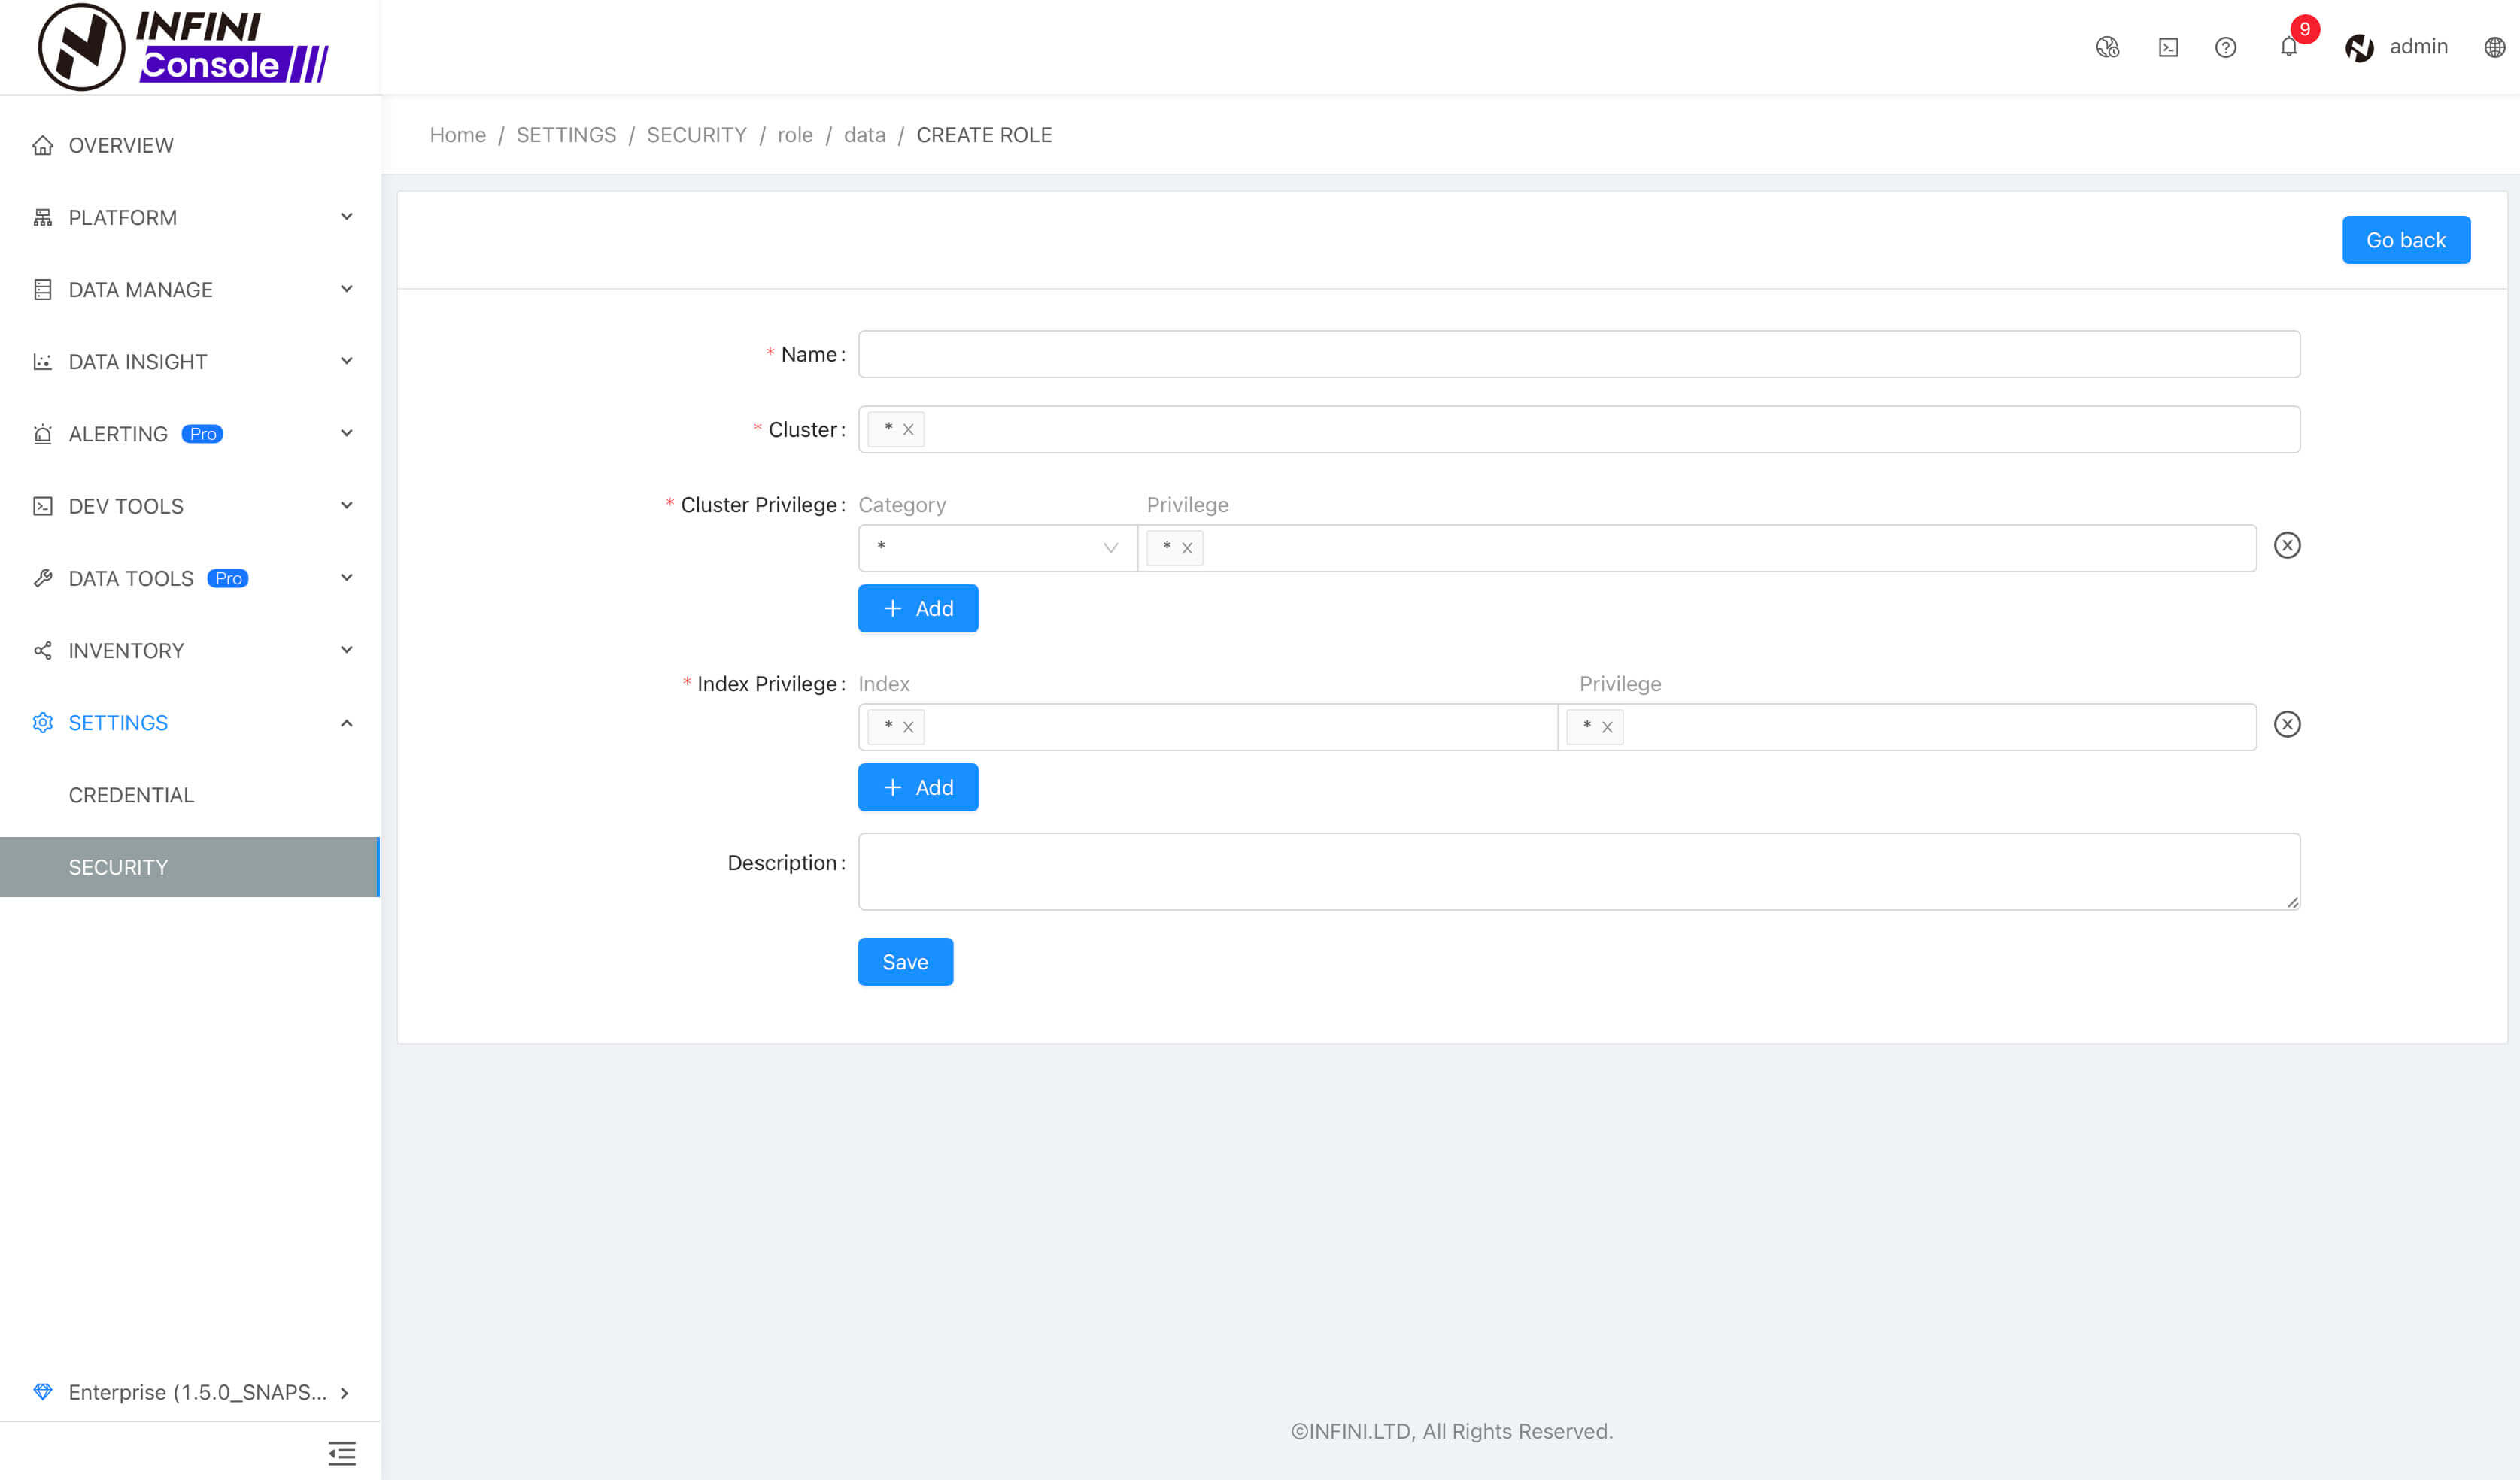 INFINI
Console
9
admin
Home / SETTINGS / SECURITY / role / data / CREATE ROLE
OVERVIEW
PLATFORM
DATA MANAGE
DATA INSIGHT
ALERTING Pro
DEV TOOLS
DATA TOOLS Pro
INVENTORY
SETTINGS
CREDENTIAL
SECURITY
Enterprise (1.5.0_SNAPS...
Go back
* Name:
* Cluster:
*
* Cluster Privilege: Category Privilege
* *
+ Add
* Index Privilege: Index Privilege
* *
+ Add
Description:
Save
©INFINI.LTD, All Rights Reserved.